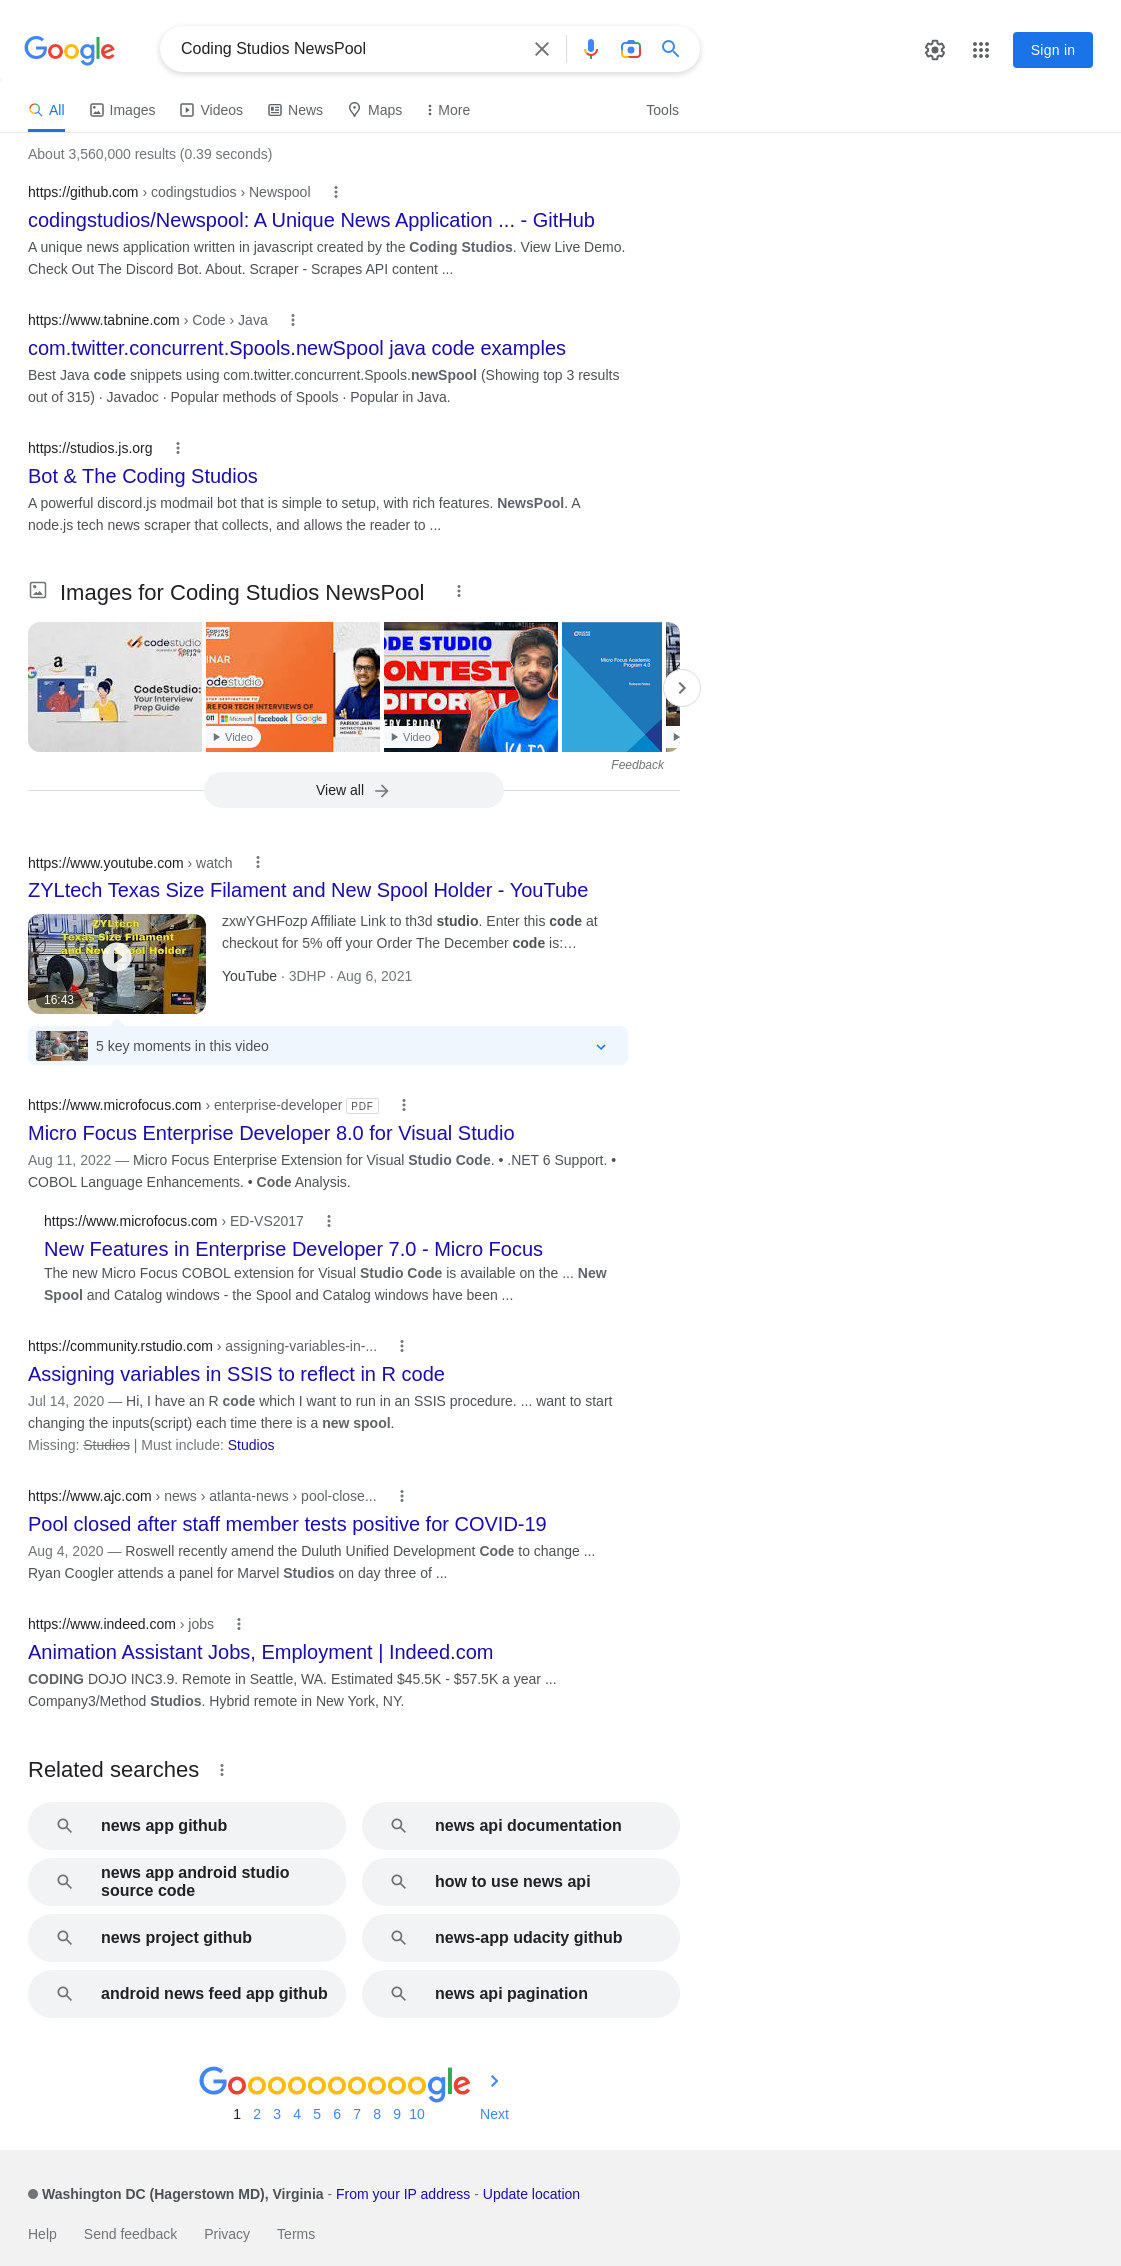 Google
Coding Studios NewsPool
Sign in
All
Images
Videos
News
Maps
More
Tools
About 3,560,000 results (0.39 seconds)
https://github.com › codingstudios › Newspool
codingstudios/Newspool: A Unique News Application ... - GitHub
A unique news application written in javascript created by the Coding Studios. View Live Demo.
Check Out The Discord Bot. About. Scraper - Scrapes API content ...
https://www.tabnine.com › Code › Java
com.twitter.concurrent.Spools.newSpool java code examples
Best Java code snippets using com.twitter.concurrent.Spools.newSpool (Showing top 3 results
out of 315) · Javadoc · Popular methods of Spools · Popular in Java.
https://studios.js.org
Bot & The Coding Studios
A powerful discord.js modmail bot that is simple to setup, with rich features. NewsPool. A
node.js tech news scraper that collects, and allows the reader to ...
Images for Coding Studios NewsPool
codestudio
CodeStudio:
Your Interview
Prep Guide
INAR
destudio
RE FOR TECH INTERVIEWS OF
Microsoft facebook Google
PARIKH JAIN
Video
DE STUDIO
ONTEST
DITORIAL
RY FRIDAY
Video
Micro Focus Academic
Program 4.0
Release Notes
Feedback
View all
https://www.youtube.com › watch
ZYLtech Texas Size Filament and New Spool Holder - YouTube
ZYLtech
Texas Size Filament
and New Spool Holder
16:43
zxwYGHFozp Affiliate Link to th3d studio. Enter this code at
checkout for 5% off your Order The December code is:…
YouTube · 3DHP · Aug 6, 2021
5 key moments in this video
https://www.microfocus.com › enterprise-developer PDF
Micro Focus Enterprise Developer 8.0 for Visual Studio
Aug 11, 2022 — Micro Focus Enterprise Extension for Visual Studio Code. • .NET 6 Support. •
COBOL Language Enhancements. • Code Analysis.
https://www.microfocus.com › ED-VS2017
New Features in Enterprise Developer 7.0 - Micro Focus
The new Micro Focus COBOL extension for Visual Studio Code is available on the ... New
Spool and Catalog windows - the Spool and Catalog windows have been ...
https://community.rstudio.com › assigning-variables-in-...
Assigning variables in SSIS to reflect in R code
Jul 14, 2020 — Hi, I have an R code which I want to run in an SSIS procedure. ... want to start
changing the inputs(script) each time there is a new spool.
Missing: Studios | Must include: Studios
https://www.ajc.com › news › atlanta-news › pool-close...
Pool closed after staff member tests positive for COVID-19
Aug 4, 2020 — Roswell recently amend the Duluth Unified Development Code to change ...
Ryan Coogler attends a panel for Marvel Studios on day three of ...
https://www.indeed.com › jobs
Animation Assistant Jobs, Employment | Indeed.com
CODING DOJO INC3.9. Remote in Seattle, WA. Estimated $45.5K - $57.5K a year ...
Company3/Method Studios. Hybrid remote in New York, NY.
Related searches
news app github
news api documentation
news app android studio
source code
how to use news api
news project github
news-app udacity github
android news feed app github
news api pagination
Goooooooooogle
1 2 3 4 5 6 7 8 9 10 Next
Washington DC (Hagerstown MD), Virginia - From your IP address - Update location
Help Send feedback Privacy Terms